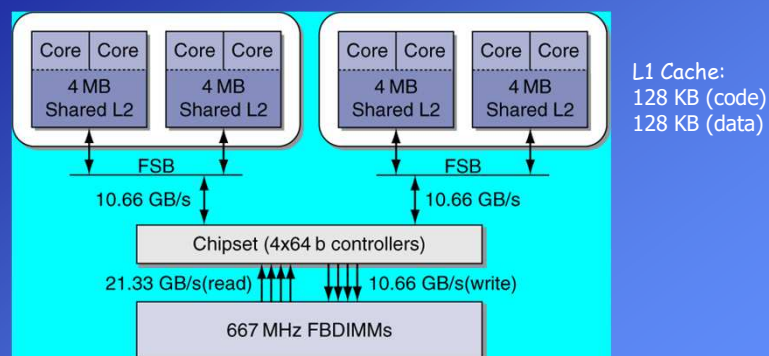 Core Core Core Core Core Core Core Core
4 MB 4 MB 4 MB 4 MB
Shared L2 Shared L2 Shared L2 Shared L2
FSB FSB
10.66 GB/s 10.66 GB/s
Chipset (4x64 b controllers)
21.33 GB/s(read) 10.66 GB/s(write)
667 MHz FBDIMMs
L1 Cache:
128 KB (code)
128 KB (data)